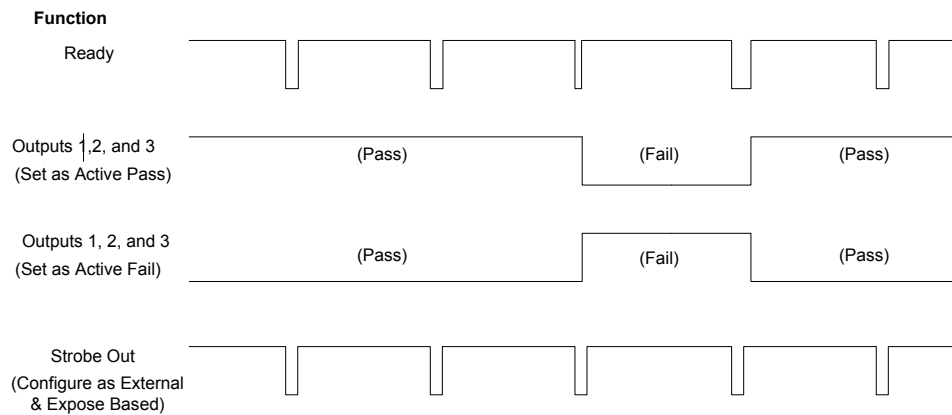 Function
Ready
Outputs 1,2, and 3
(Set as Active Pass)
(Pass)
(Fail)
(Pass)
Outputs 1, 2, and 3
(Set as Active Fail)
(Pass)
(Fail)
(Pass)
Strobe Out
(Configure as External
& Expose Based)